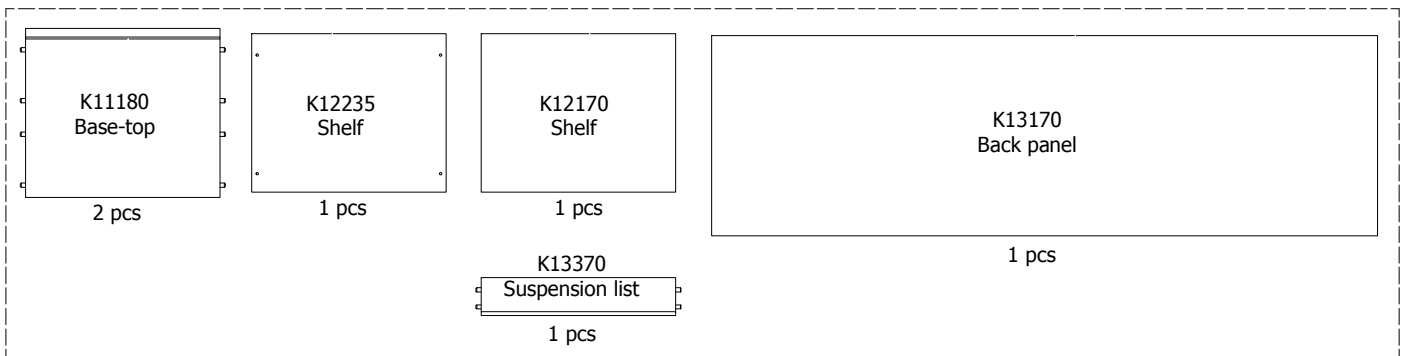 K11180
Base-top
2 pcs
K12235
Shelf
1 pcs
K12170
Shelf
1 pcs
K13170
Back panel
1 pcs
K13370
Suspension list
1 pcs